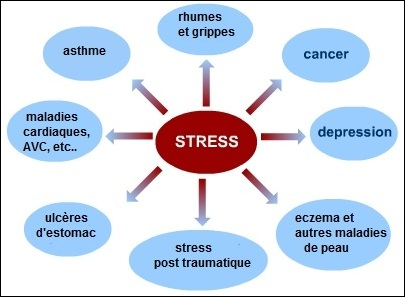 rhumes
et grippes
asthme
cancer
maladies
cardiaques,
AVC, etc..
STRESS
depression
ulcères
d'estomac
stress
post traumatique
eczema et
autres maladies
de peau